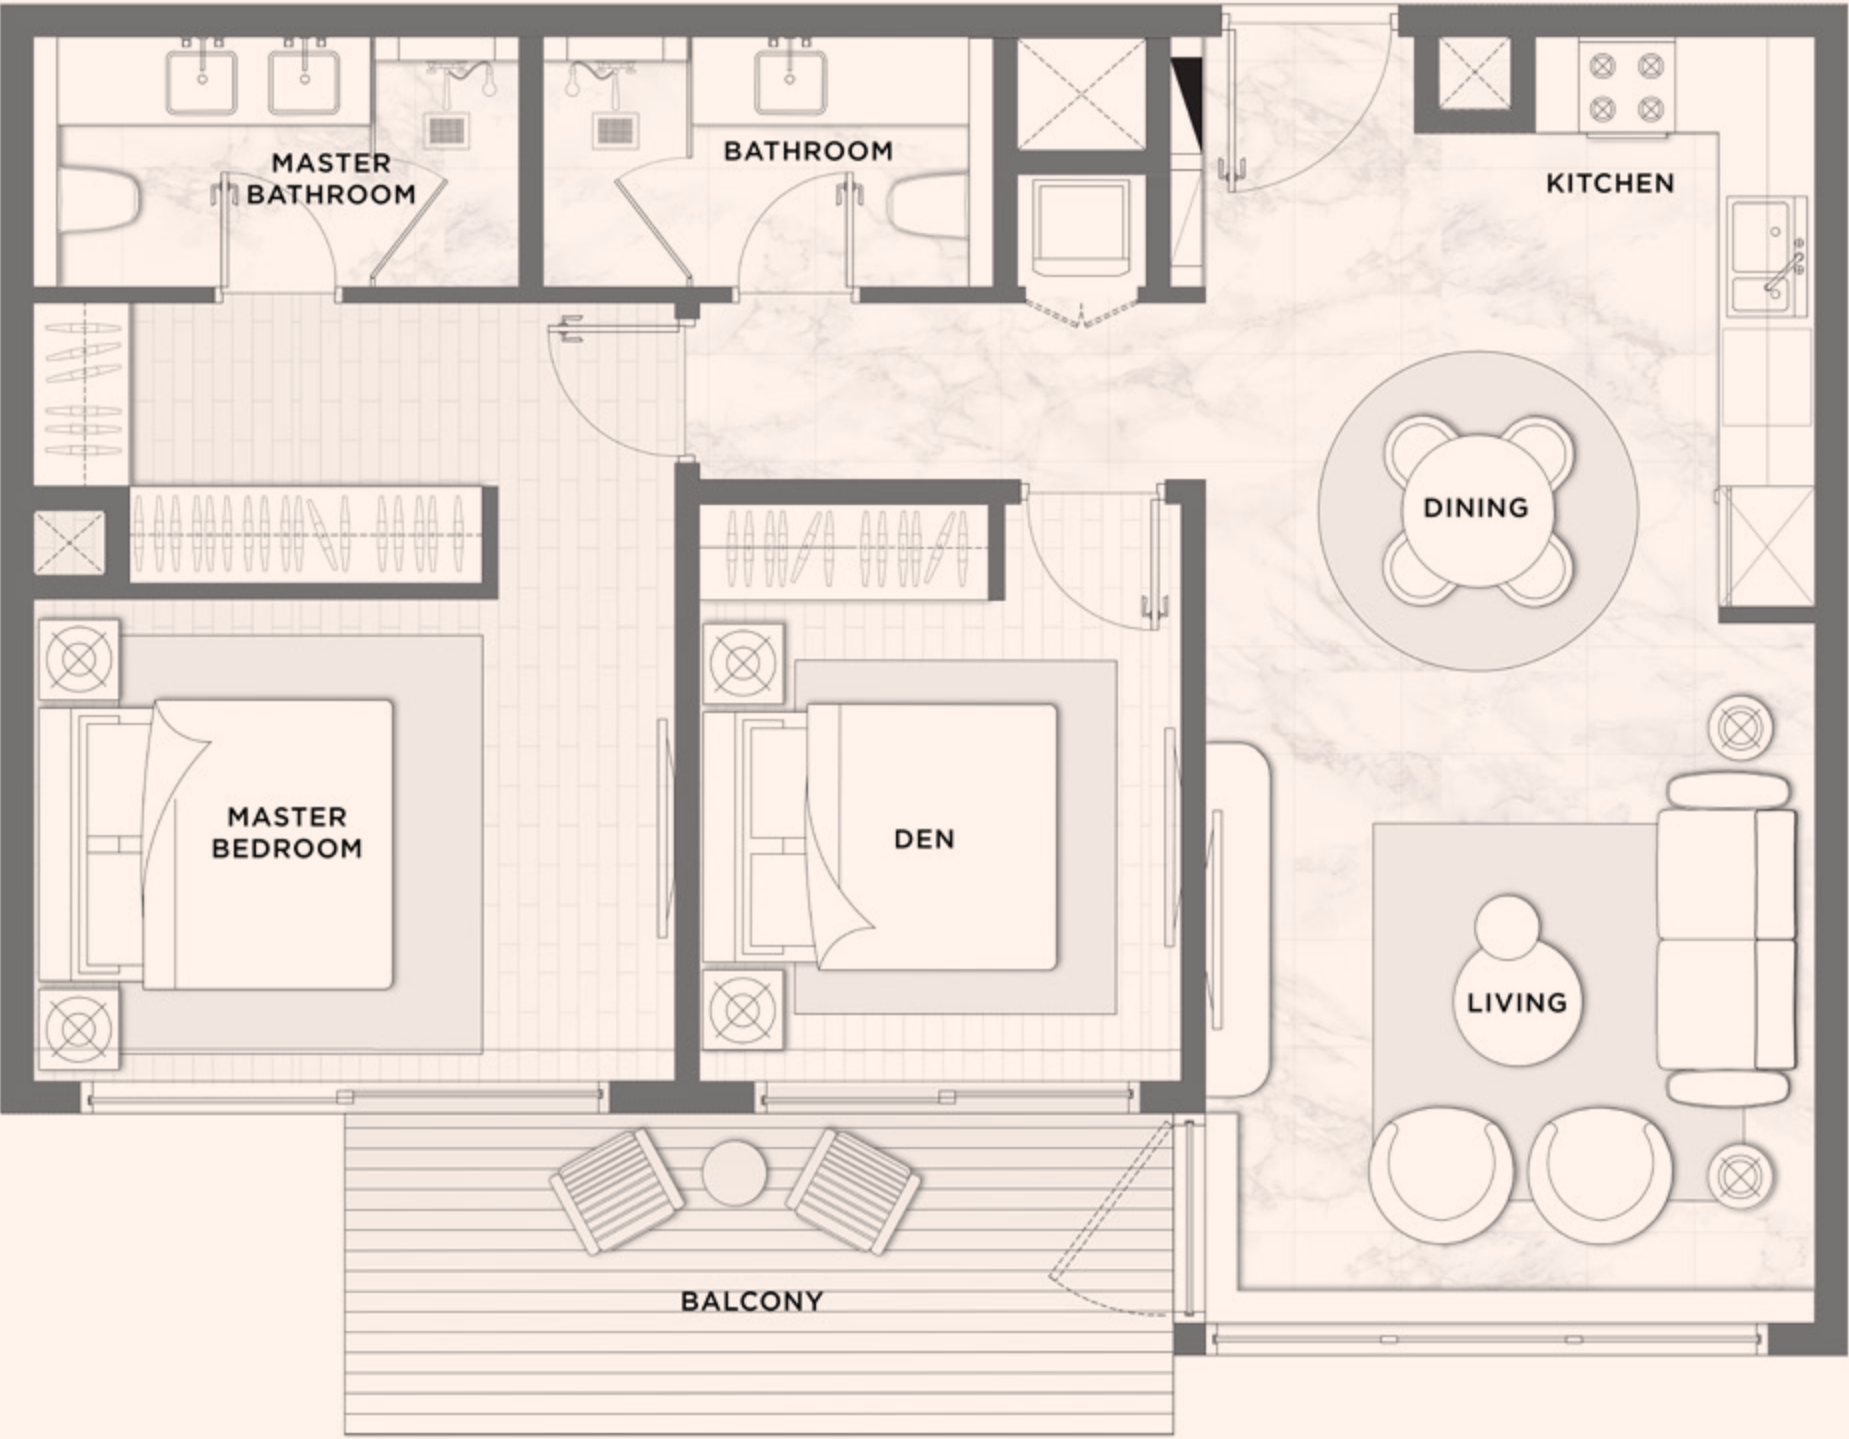 MASTER
BATHROOM
BATHROOM
KITCHEN
DINING
MASTER
BEDROOM
DEN
LIVING
BALCONY